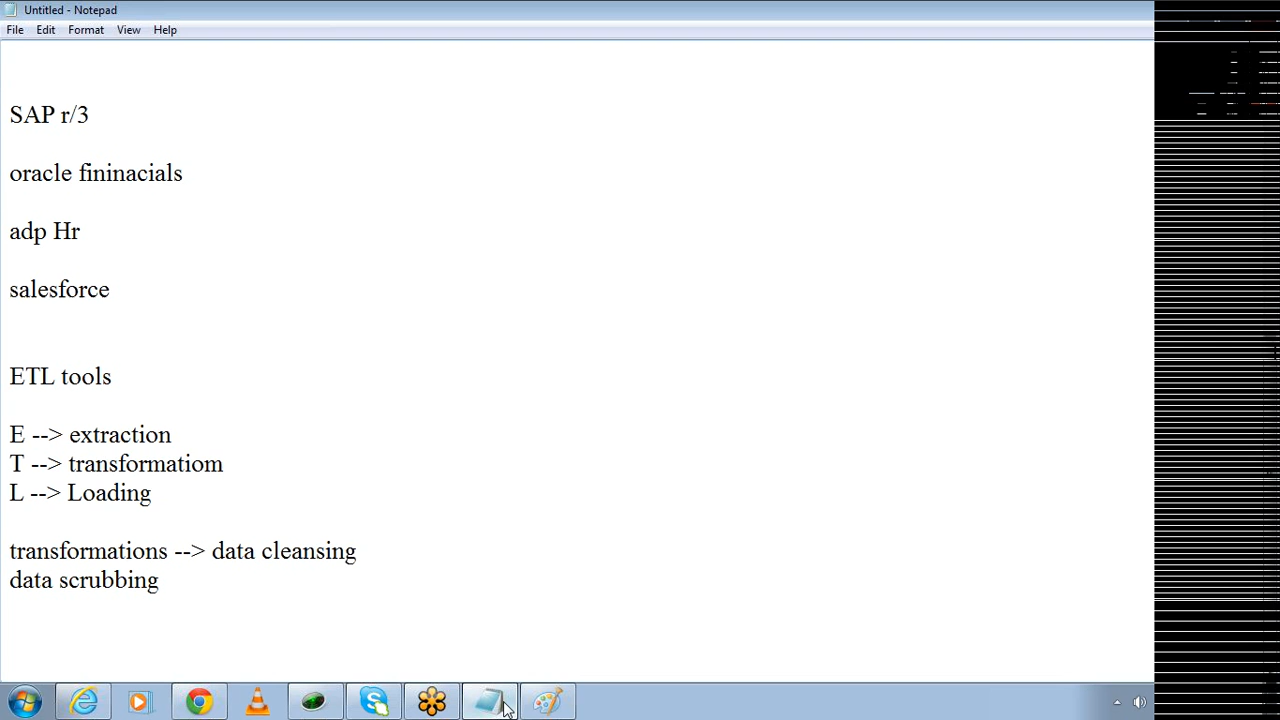 Untitled - Notepad
File Edit Format View Help
SAP r/3
oracle fininacials
adp Hr
salesforce
ETL tools
E --> extraction
T --> transformatiom
L --> Loading
transformations --> data cleansing
data scrubbing